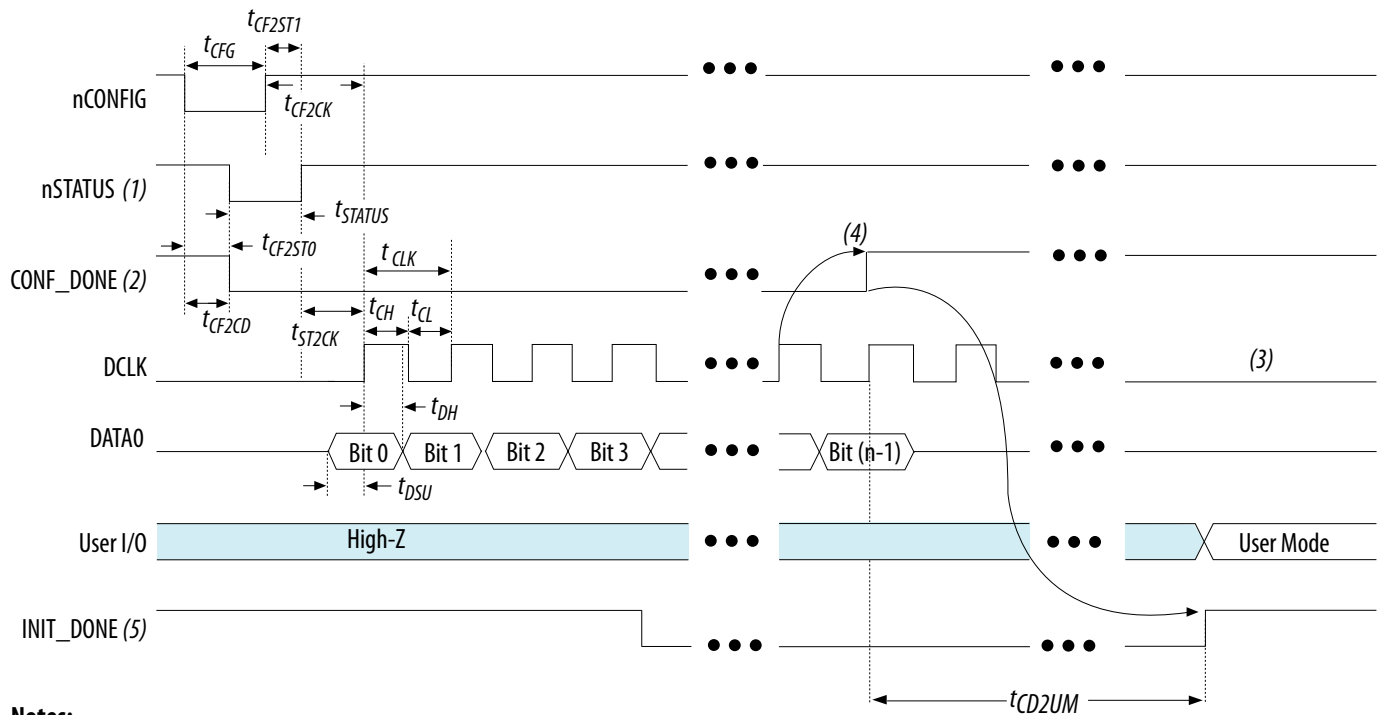 tCF2ST1
tCFG
nCONFIG
tCF2CK
nSTATUS (1)
tSTATUS
tCF2ST0
tCLK
(4)
CONF_DONE (2)
tCF2CD
tST2CK
tCH
tCL
DCLK
(3)
tDH
DATA0
Bit 0
Bit 1
Bit 2
Bit 3
Bit (n-1)
tDSU
User I/O
High-Z
User Mode
INIT_DONE (5)
tCD2UM
Notes: